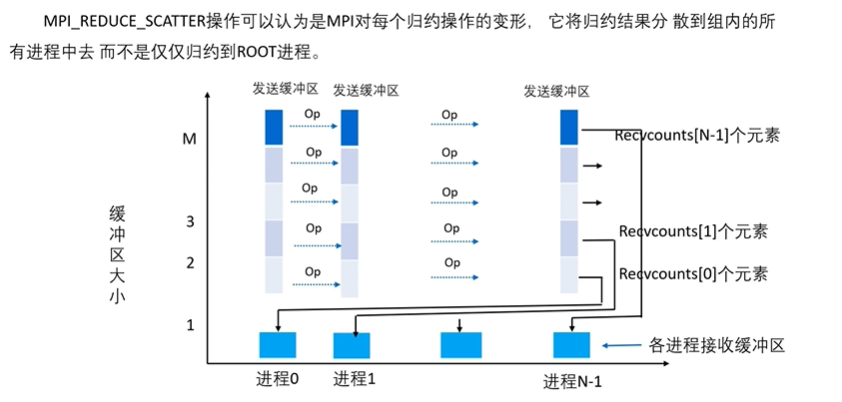 MPI_REDUCE_SCATTER操作可以认为是MPI对每个归约操作的变形， 它将归约结果分 散到组内的所
有进程中去 而不是仅仅归约到ROOT进程。
发送缓冲区 发送缓冲区 发送缓冲区
Op Op
M
Recvcounts[N-1]个元素
Op Op
Op Op
缓冲区大小
3
Op Op
Recvcounts[1]个元素
2
Op Op
Recvcounts[0]个元素
1
各进程接收缓冲区
进程0 进程1 进程N-1